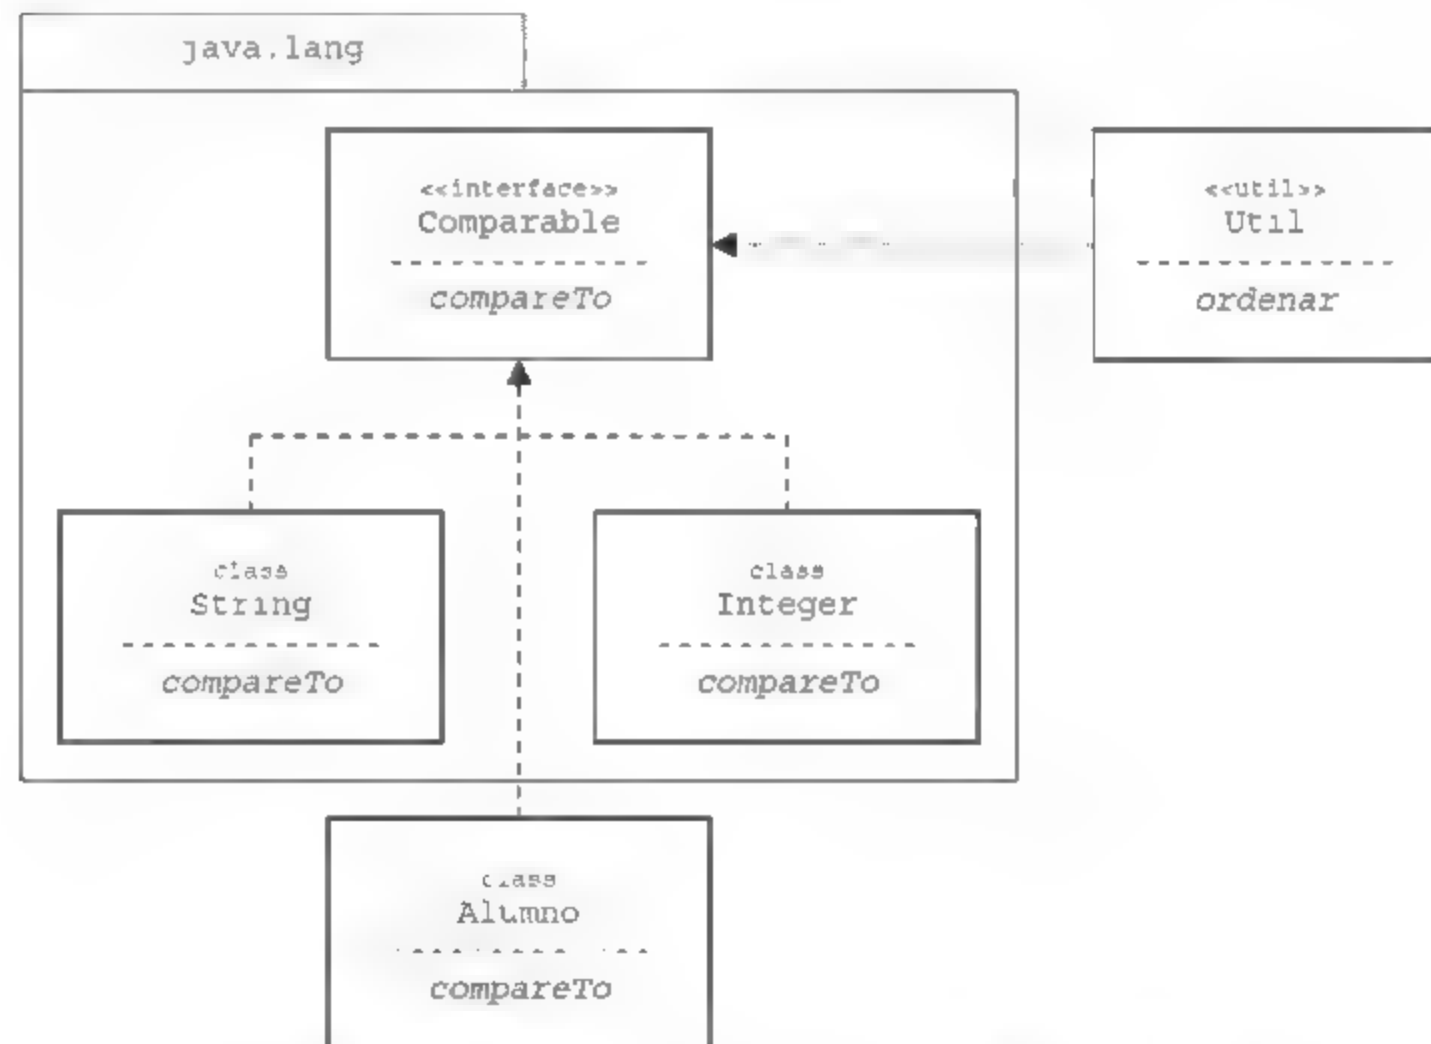 java.lang
<<interface>>
Comparable
compareTo
<<util>>
Util
ordenar
class
String
compareTo
class
Integer
compareTo
class
Alumno
compareTo